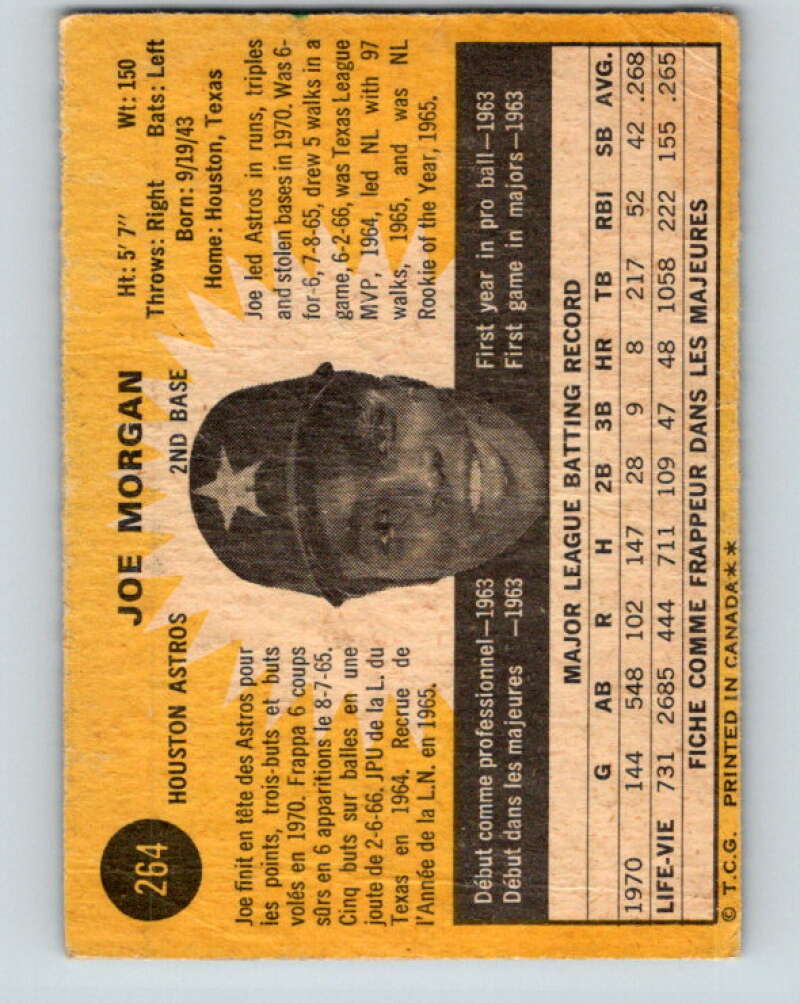 264
JOE MORGAN
HOUSTON ASTROS
2ND BASE
Ht: 5' 7" Wt: 150
Throws: Right Bats: Left
Born: 9/19/43
Home: Houston, Texas
Joe finit en tête des Astros pour
les points, trois-buts et buts
volés en 1970. Frappa 6 coups
sûrs en 6 apparitions le 8-7-65.
Cinq buts sur balles en une
joute de 2-6-66. JPU de la L. du
Texas en 1964. Recrue de
l'Année de la L.N. en 1965.
Joe led Astros in runs, triples
and stolen bases in 1970. Was 6-
for-6, 7-8-65, drew 5 walks in a
game, 6-2-66, was Texas League
MVP, 1964, led NL with 97
walks, 1965, and was NL
Rookie of the Year, 1965.
Début comme professionnel—1963
Début dans les majeures —1963
First year in pro ball—1963
First game in majors—1963
MAJOR LEAGUE BATTING RECORD
G AB R H 2B 3B HR TB RBI SB AVG.
1970 144 548 102 147 28 9 8 217 52 42 .268
LIFE-VIE 731 2685 444 711 109 47 48 1058 222 155 .265
FICHE COMME FRAPPEUR DANS LES MAJEURES
© T.C.G. PRINTED IN CANADA**